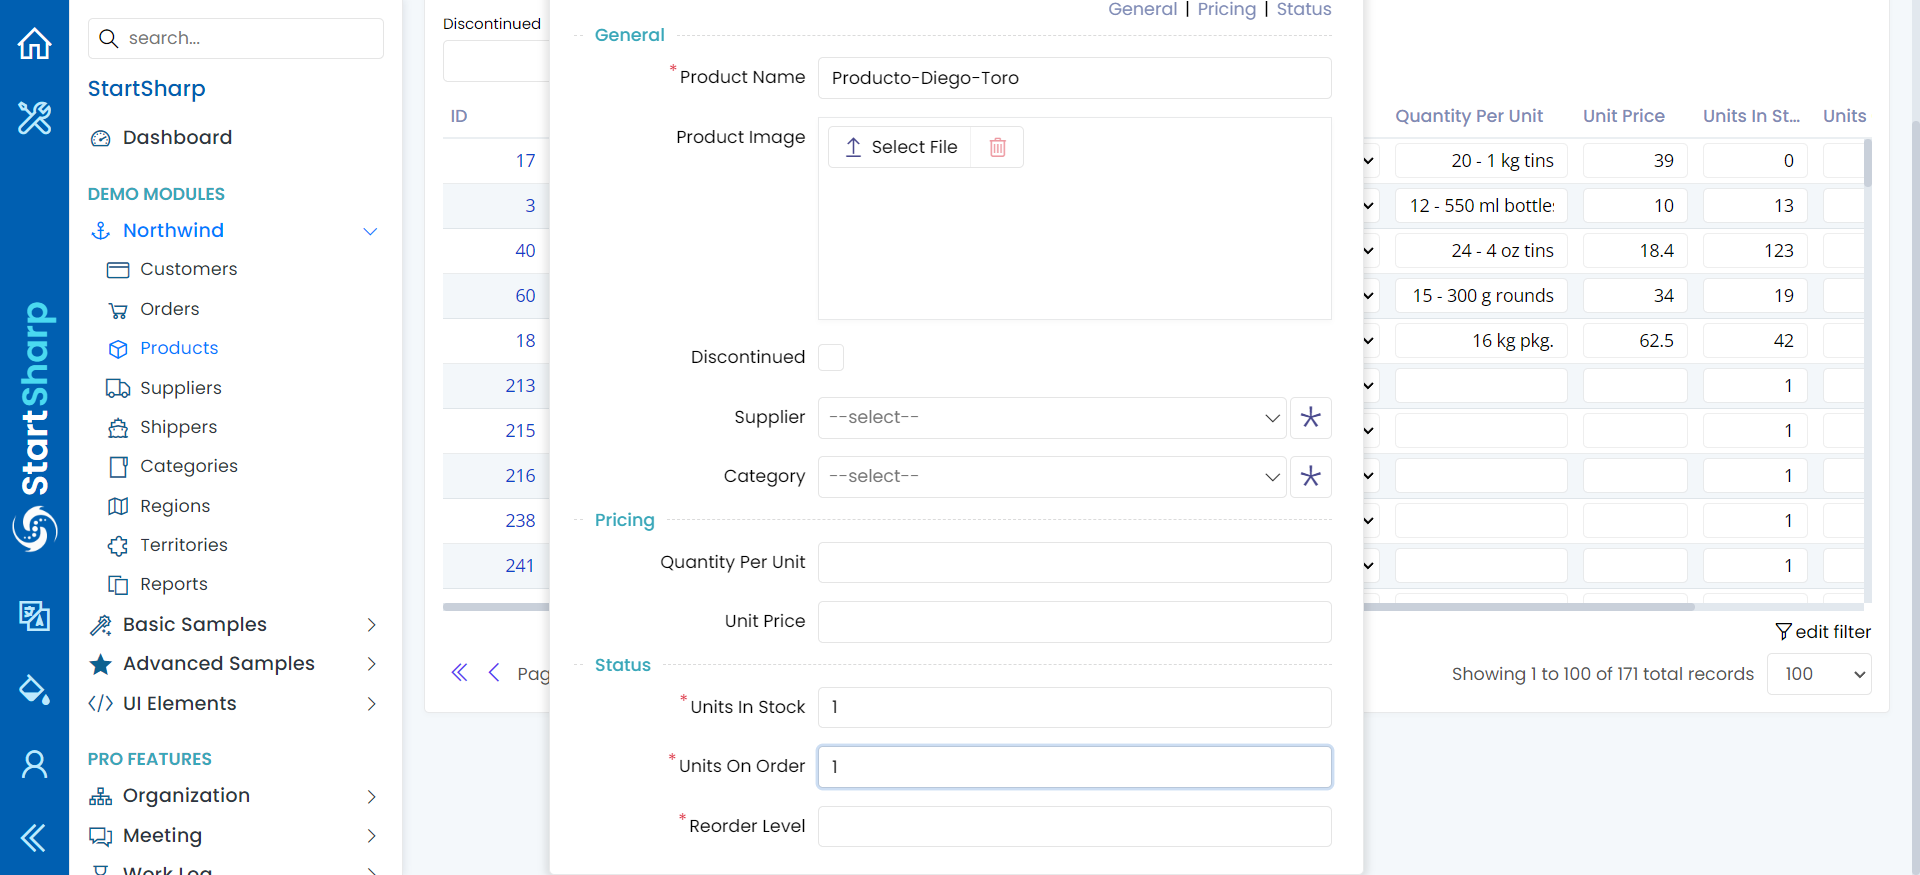 search...
StartSharp
Dashboard
DEMO MODULES
Northwind
Customers
Orders
Products
Suppliers
Shippers
Categories
Regions
Territories
Reports
Basic Samples
Advanced Samples
UI Elements
PRO FEATURES
Organization
Meeting
Work Log
StartSharp
Discontinued
ID
17
3
40
60
18
213
215
216
238
241
General | Pricing | Status
General
*Product Name Producto-Diego-Toro
Product Image Select File
Discontinued
Supplier --select--
Category --select--
Pricing
Quantity Per Unit
Unit Price
Status
*Units In Stock 1
*Units On Order 1
*Reorder Level
Quantity Per Unit Unit Price Units In St... Units
20 - 1 kg tins 39 0
12 - 550 ml bottles 10 13
24 - 4 oz tins 18.4 123
15 - 300 g rounds 34 19
16 kg pkg. 62.5 42
1
1
1
1
1
edit filter
Pag
Showing 1 to 100 of 171 total records 100